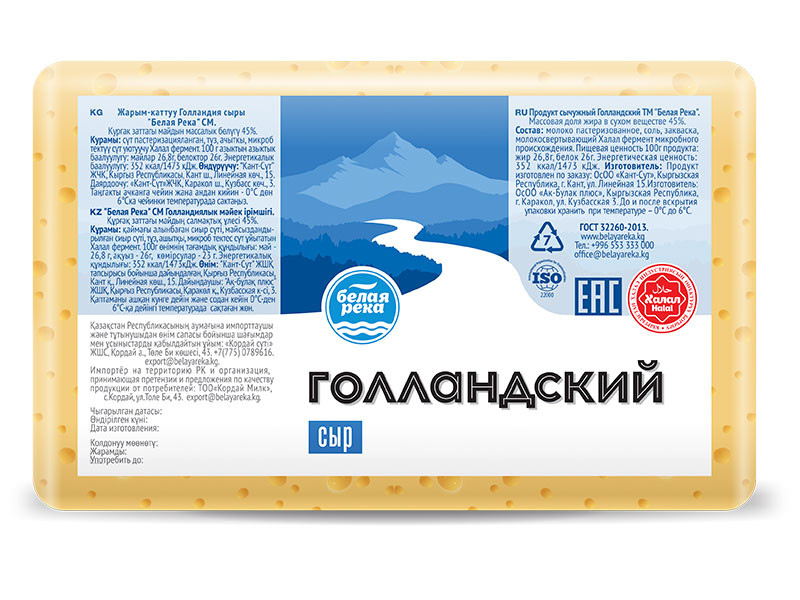 KG Жарым-каттуу Голландия сыры
"Белая Река" СМ.
Кургак заттагы майдын массалык бөлүгү 45%.
Курамы: сүт пастеризацияланган, туз, ачыткы, микроб
тектүү сүт уютуучу Халал фермент. 100 г азыктын азыктык
баалуулугу: майлар 26,8г, белоктор 26г. Энергетикалык
баалуулугу: 352 ккал/1473 кДж. Өндүрүүчү: «Кант-Сүт»
ЖЧК, Кыргыз Республикасы, Кант ш., Линейная көч., 15.
Даярдоочу: «Кант-Сүт»ЖЧК, Каракол ш., Кузбасс көч., 3.
Таңгакты ачканга чейин жана андан кийин - 0°С ден
6°Ска чейинки температурада сактаңыз.
KZ "Белая Река" СМ Голландиялық мәйек ірімшігі.
Құрғақ заттағы майдың салмақтық үлесі 45%.
Құрамы: қаймағы алынбаған сиыр сүті, майсыздандырылған сиыр сүті, тұз, ашытқы, микроб тектес сүт ұйытатын
Халал фермент. 100г өнімнің тағамдық құндылығы: май -
26,8 г, ақуыз - 26г, көмірсулар - 23 г. Энергетикалық
құндылығы: 352 ккал/1473кДж. Өнім: "Кант-Сут" ЖШҚ
тапсырысы бойынша дайындалған, Қырғыз Республикасы,
Кант қ., Линейная көш., 15. Дайындаушы: "Ақ-бұлақ плюс"
ЖШҚ, Қырғыз Республикасы, Қаракөл қ., Кузбасская к-сі, 3.
Қаптаманы ашқан күнге дейін және содан кейін 0°С-ден
6°С-қа дейінгі температурада сақтаған жөн.
Қазақстан Республикасының аумағына импорттаушы
және тұтынушыдан өнім сапасы бойынша шағымдар
мен ұсыныстарды қабылдайтын ұйым: «Кордай сүті»
ЖШС, Қордай а., Төле Би көшесі, 43. +7(775) 0789616.
export@belayareka.kg.
Импортёр на территорию РК и организация,
принимающая претензии и предложения по качеству
продукции от потребителей: ТОО«Кордай Милк»,
с.Кордай, ул.Толе Би, 43. export@belayareka.kg.
Чыгарылган датасы:
Өндірілген күні:
Дата изготовления:
Колдонуу мөөнөтү:
Жарамды:
Употребить до:
белая
река
ГОЛЛАНДСКИЙ
сыр
RU Продукт сычужный Голландский ТМ "Белая Река".
Массовая доля жира в сухом веществе 45%.
Состав: молоко пастеризованное, соль, закваска,
молокосвертывающий Халал фермент микробного
происхождения. Пищевая ценность 100г продукта:
жир 26,8г, белок 26г. Энергетическая ценность:
352 ккал/1473 кДж. Изготовитель: Продукт
изготовлен по заказу: ОсОО «Кант-Сут», Кыргызская
Республика, г. Кант, ул. Линейная 15.Изготовитель:
ОсОО «Ак-Булак плюс», Кыргызская Республика,
г. Каракол, ул. Кузбасская 3. До и после вскрытия
упаковки хранить при температуре – 0°С до 6°С.
ГОСТ 32260-2013.
www.belayareka.kg
Тел.: +996 553 333 000
office@belayareka.kg
7
ISO
22000
EAC
حلال
Халал
Halal